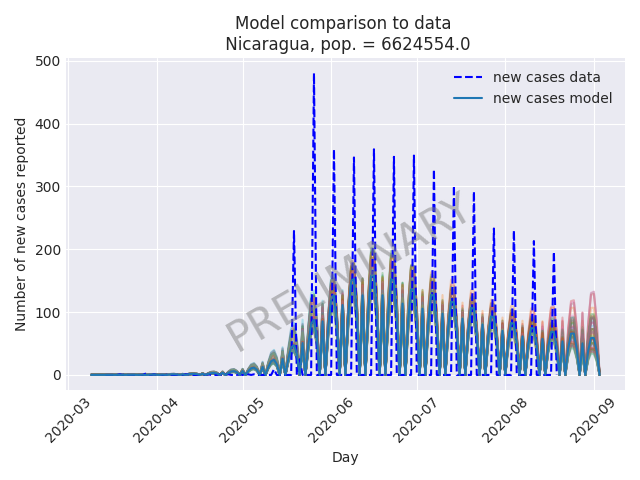 Model comparison to data
Nicaragua, pop. = 6624554.0
Number of new cases reported
500
400
300
200
100
0
new cases data
new cases model
PRELIMINARY
2020-03
2020-04
2020-05
2020-06
2020-07
2020-08
2020-09
Day